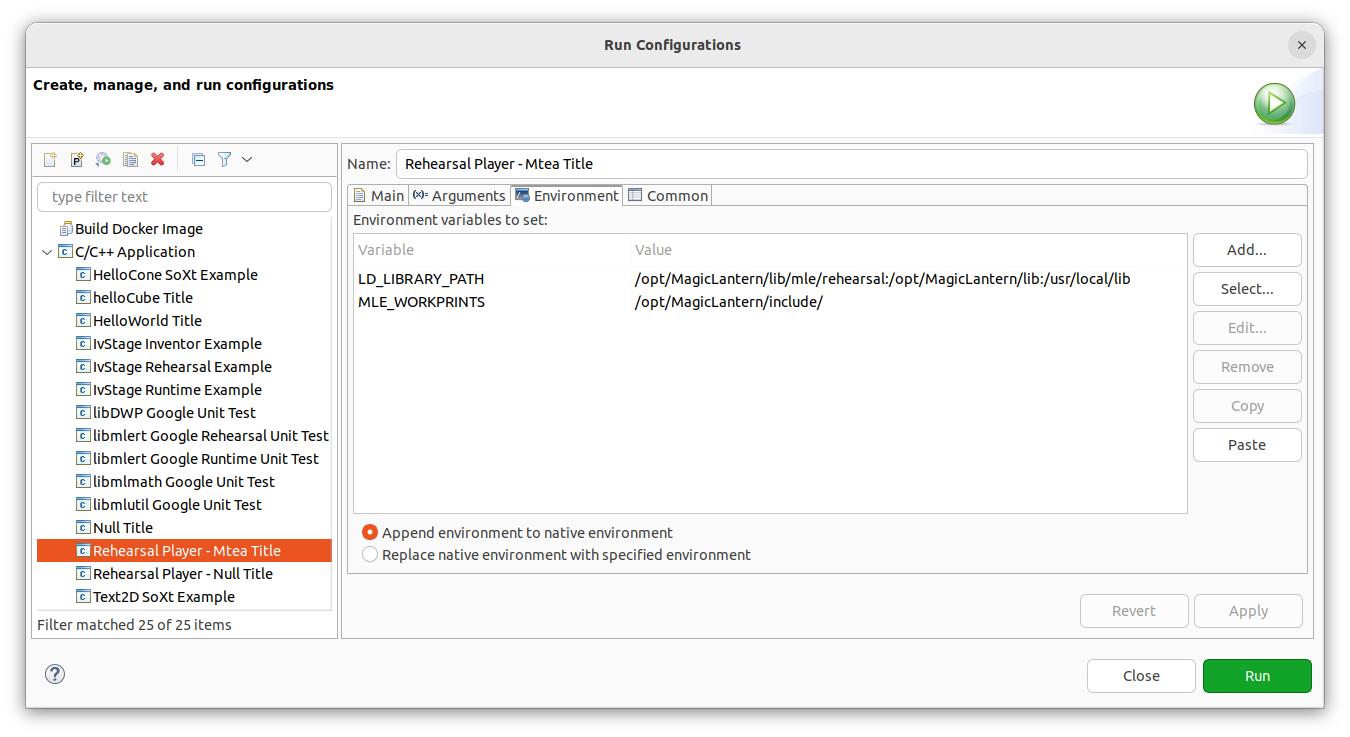 Run Configurations
Create, manage, and run configurations
type filter text
Build Docker Image
C/C++ Application
HelloCone SoXt Example
helloCube Title
HelloWorld Title
IvStage Inventor Example
IvStage Rehearsal Example
IvStage Runtime Example
libDWP Google Unit Test
libmlert Google Rehearsal Unit Test
libmlert Google Runtime Unit Test
libmlmath Google Unit Test
libmlutil Google Unit Test
Null Title
Rehearsal Player - Mtea Title
Rehearsal Player - Null Title
Text2D SoXt Example
Filter matched 25 of 25 items
Name: Rehearsal Player - Mtea Title
Main (x)= Arguments Environment Common
Environment variables to set:
Variable Value
LD_LIBRARY_PATH /opt/MagicLantern/lib/mle/rehearsal:/opt/MagicLantern/lib:/usr/local/lib
MLE_WORKPRINTS /opt/MagicLantern/include/
Add...
Select...
Edit...
Remove
Copy
Paste
Append environment to native environment
Replace native environment with specified environment
Revert Apply
Close Run